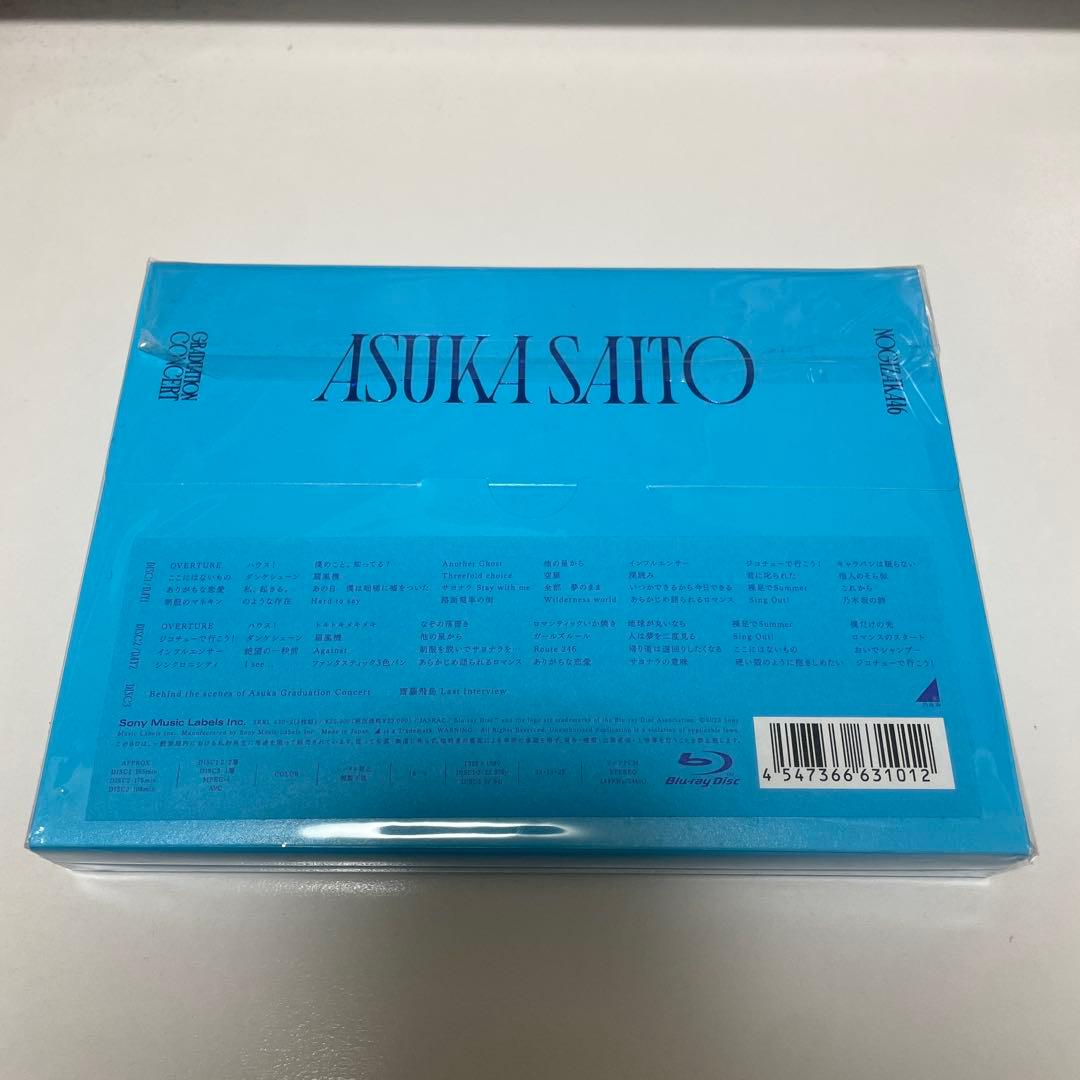 GRADUATION
CONCERT
ASUKA SAITO
NOGIZAKA46
DISC1/DAY1
OVERTURE ハウス! 僕のこと、知ってる? Another Ghost 他の星から インフルエンサー ジコチューで行こう! キャラバンは眠らない
ここにはないもの ダンケシェーン 扇風機 Threefold choice 空扉 深読み 君に叱られた 他人のそら似
ありがちな恋愛 私、起きる。 あの日 僕は咄嗟に嘘をついた サヨナラ Stay with me 全部 夢のまま いつかできるから今日できる 裸足でSummer これから
制服のマネキン のような存在 Hard to say 路面電車の街 Wilderness world あらかじめ語られるロマンス Sing Out! 乃木坂の詩
DISC2/DAY2
OVERTURE ハウス! トキトキメキメキ なぞの落書き ロマンティックいか焼き 地球が丸いなら 裸足でSummer 僕だけの光
ジコチューで行こう! ダンケシェーン 扇風機 他の星から ガールズルール 人は夢を二度見る Sing Out! ロマンスのスタート
インフルエンサー 絶望の一秒前 Against 制服を脱いでサヨナラを… Route 246 帰り道は遠回りしたくなる ここにはないもの おいでシャンプー
シンクロニシティ I see... ファンタスティック3色パン あらかじめ語られるロマンス ありがちな恋愛 サヨナラの意味 硬い殻のように抱きしめたい ジコチューで行こう!
DISC3
Behind the scenes of Asuka Graduation Concert 齋藤飛鳥 Last Interview
Sony Music Labels Inc.
APPROX
COLOR
Blu-ray Disc
4 547366 631012